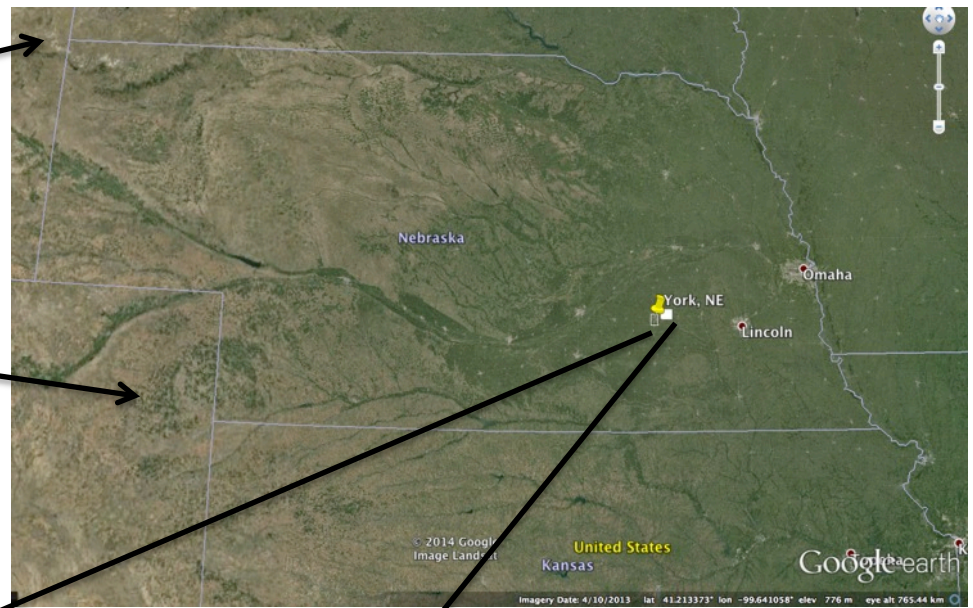 Nebraska
Omaha
York, NE
Lincoln
© 2014 Google
Image Landsat
United States
Kansas
Topeka
K
Google earth
Imagery Date: 4/10/2013 lat 41.213373° lon -99.641058° elev 776 m eye alt 765.44 km